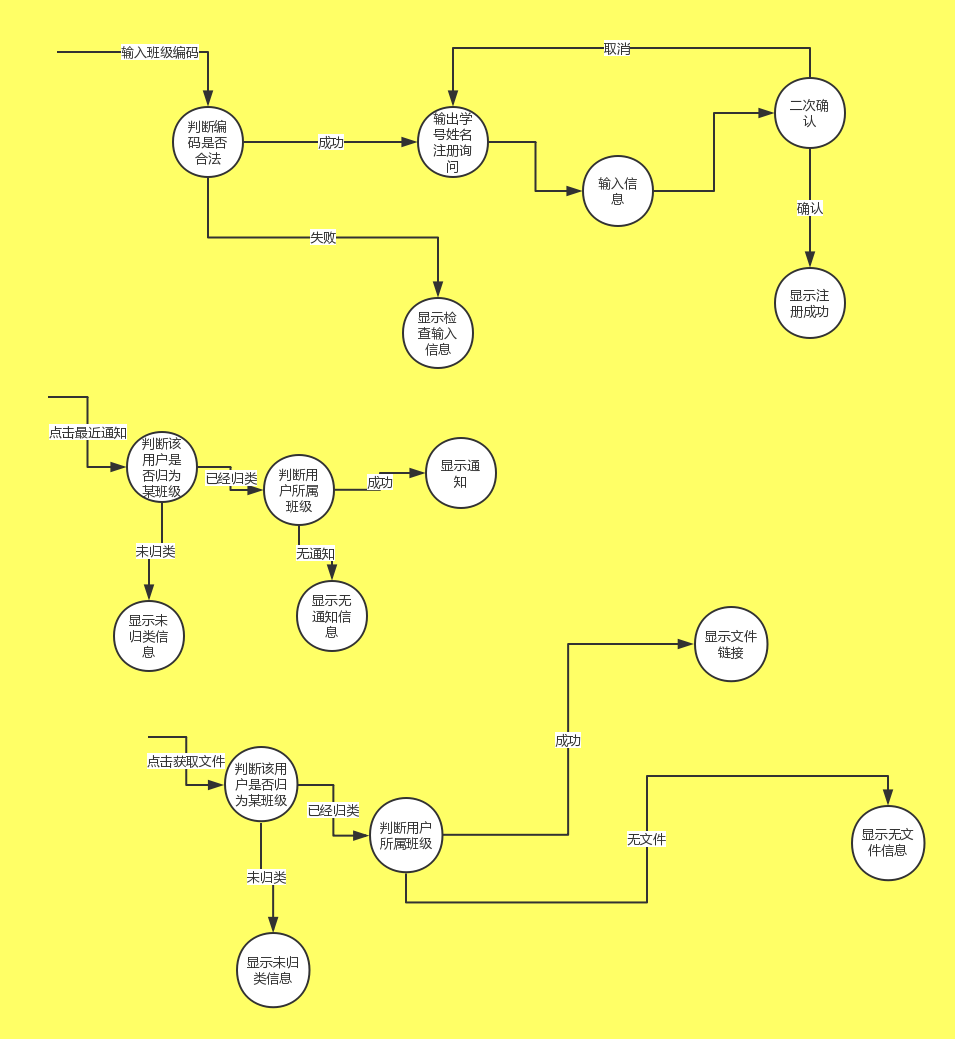 输入班级编码
取消
判断编
码是否
合法
成功
输出学
号姓名
注册询
问
输入信
息
二次确
认
确认
失败
显示检
查输入
信息
显示注
册成功
点击最近通知
判断该
用户是
否归为
某班级
已经归类
判断用
户所属
班级
成功
显示通
知
未归类
无通知
显示未
归类信
息
显示无
通知信
息
显示文件
链接
成功
点击获取文件
判断该用
户是否归
为某班级
已经归类
判断用户
所属班级
无文件
显示无文
件信息
未归类
显示未归
类信息